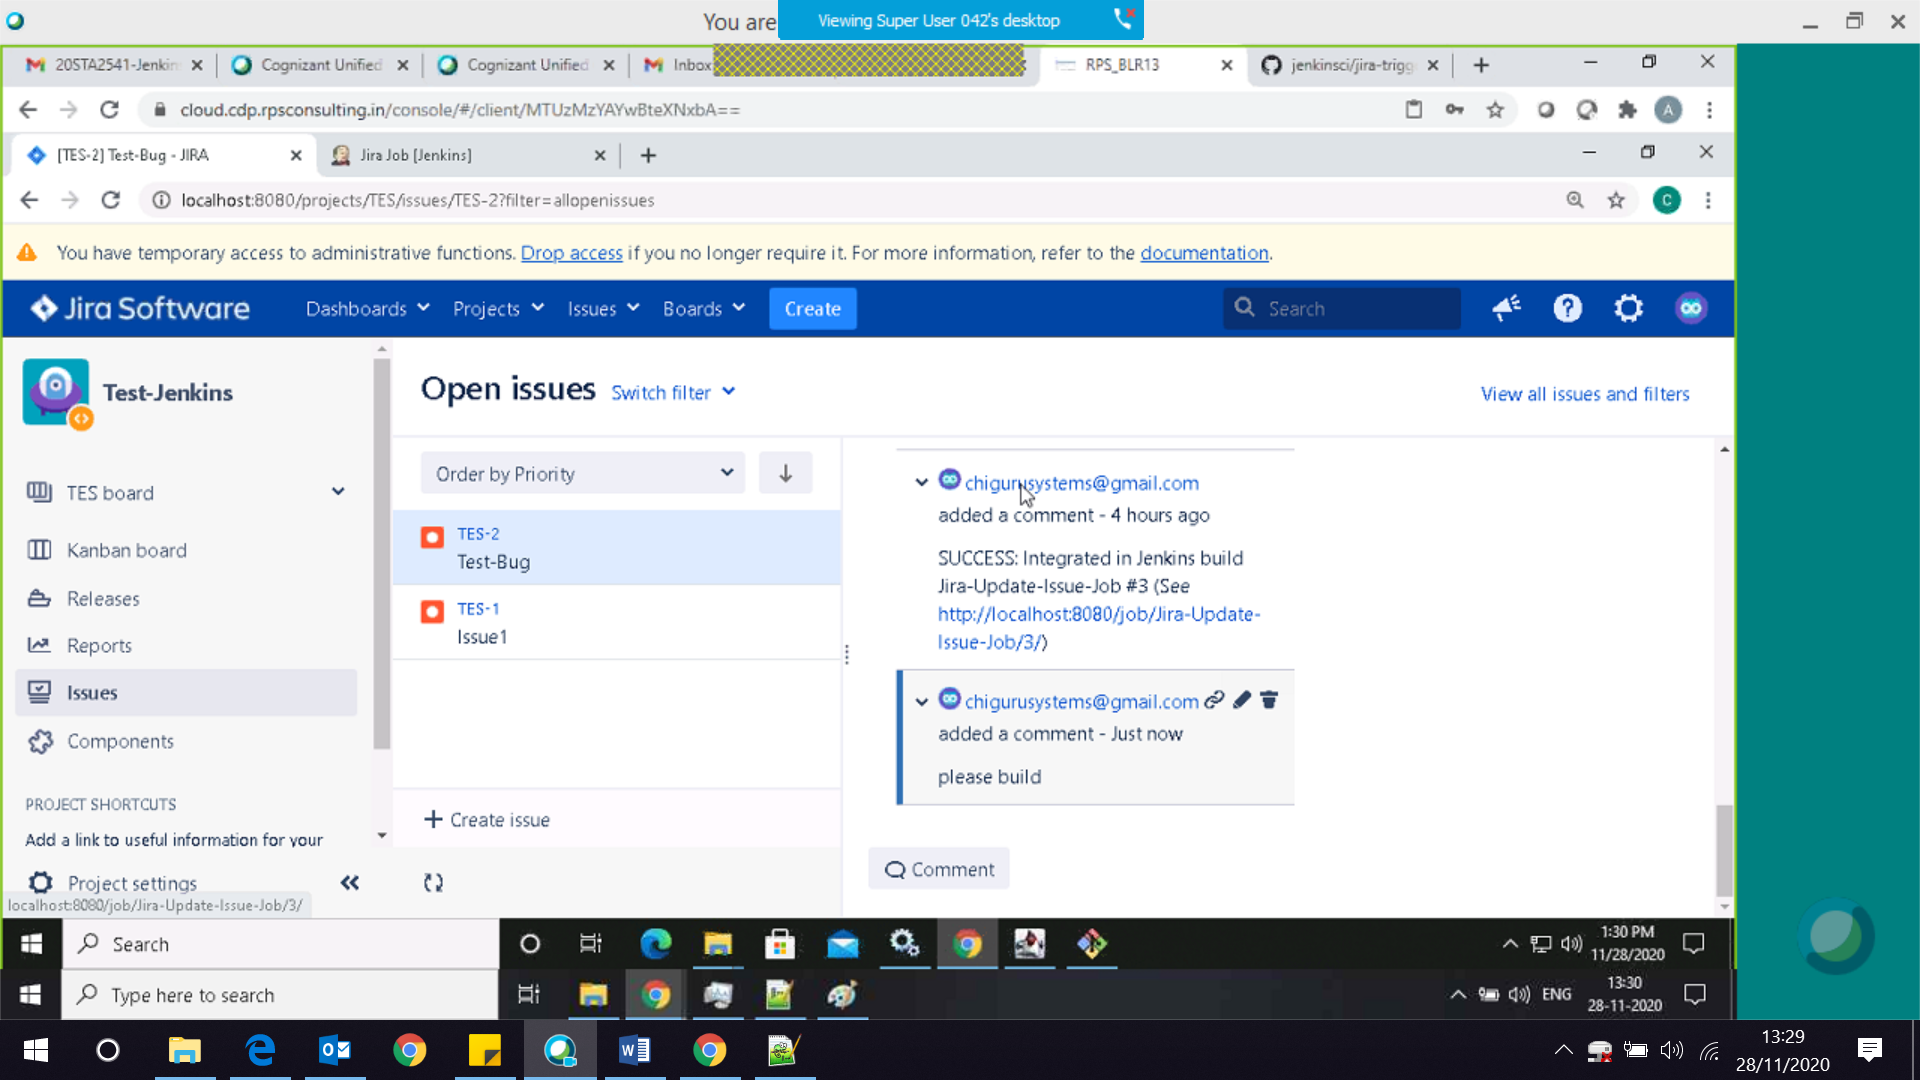 You are
Viewing Super User 042's desktop
20STA2541-Jenkin
Cognizant Unified
Cognizant Unified
Inbox
RPS_BLR13
jenkinsci/jira-trigg
cloud.cdp.rpsconsulting.in/console/#/client/MTUzMzYAYwBteXNxbA==
A
[TES-2] Test-Bug - JIRA
Jira Job [Jenkins]
localhost:8080/projects/TES/issues/TES-2?filter=allopenissues
C
You have temporary access to administrative functions. Drop access if you no longer require it. For more information, refer to the documentation.
Jira Software
Dashboards
Projects
Issues
Boards
Create
Search
Test-Jenkins
TES board
Kanban board
Releases
Reports
Issues
Components
PROJECT SHORTCUTS
Add a link to useful information for your
Project settings
localhost:8080/job/Jira-Update-Issue-Job/3/
Open issues
Switch filter
View all issues and filters
Order by Priority
TES-2
Test-Bug
TES-1
Issue1
+ Create issue
chigurusystems@gmail.com
added a comment - 4 hours ago
SUCCESS: Integrated in Jenkins build
Jira-Update-Issue-Job #3 (See
http://localhost:8080/job/Jira-Update-
Issue-Job/3/)
chigurusystems@gmail.com
added a comment - Just now
please build
Comment
Search
1:30 PM
11/28/2020
Type here to search
ENG
13:30
28-11-2020
13:29
28/11/2020